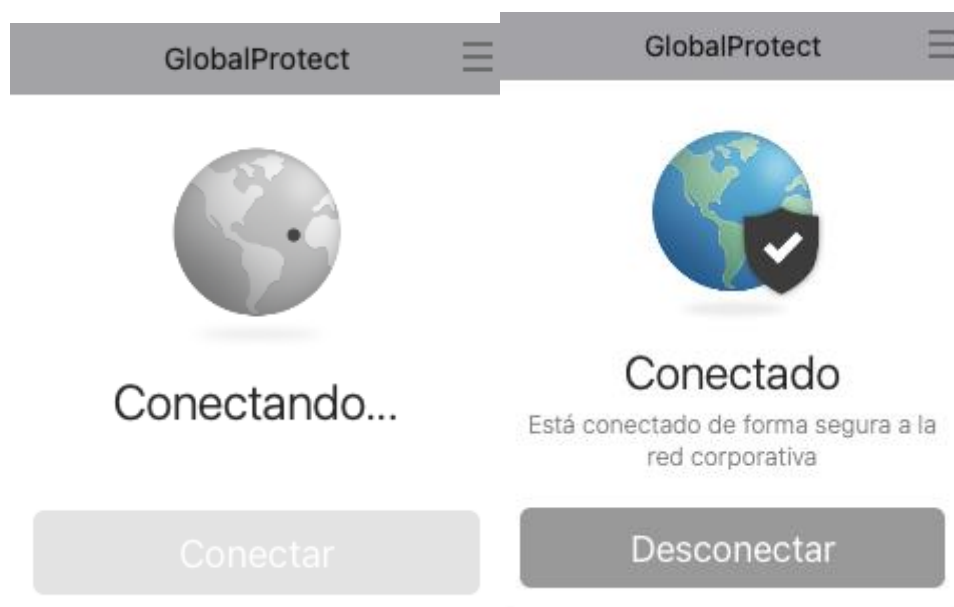 GlobalProtect
Conectando...
Conectar
GlobalProtect
Conectado
Está conectado de forma segura a la
red corporativa
Desconectar